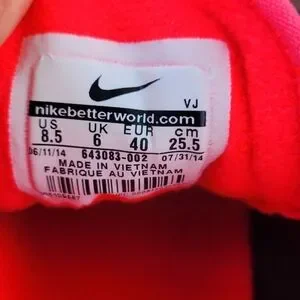 VJ
nikebetterworld.com
US UK EUR cm
8.5 6 40 25.5
06/11/14 643083-002 07/31/14
MADE IN VIETNAM
FABRIQUE AU VIETNAM